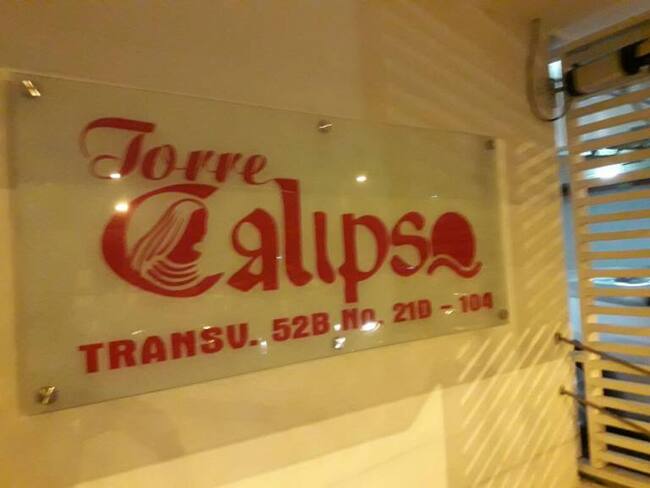 Torre
Calipso
TRANSV. 52B No. 21D - 104